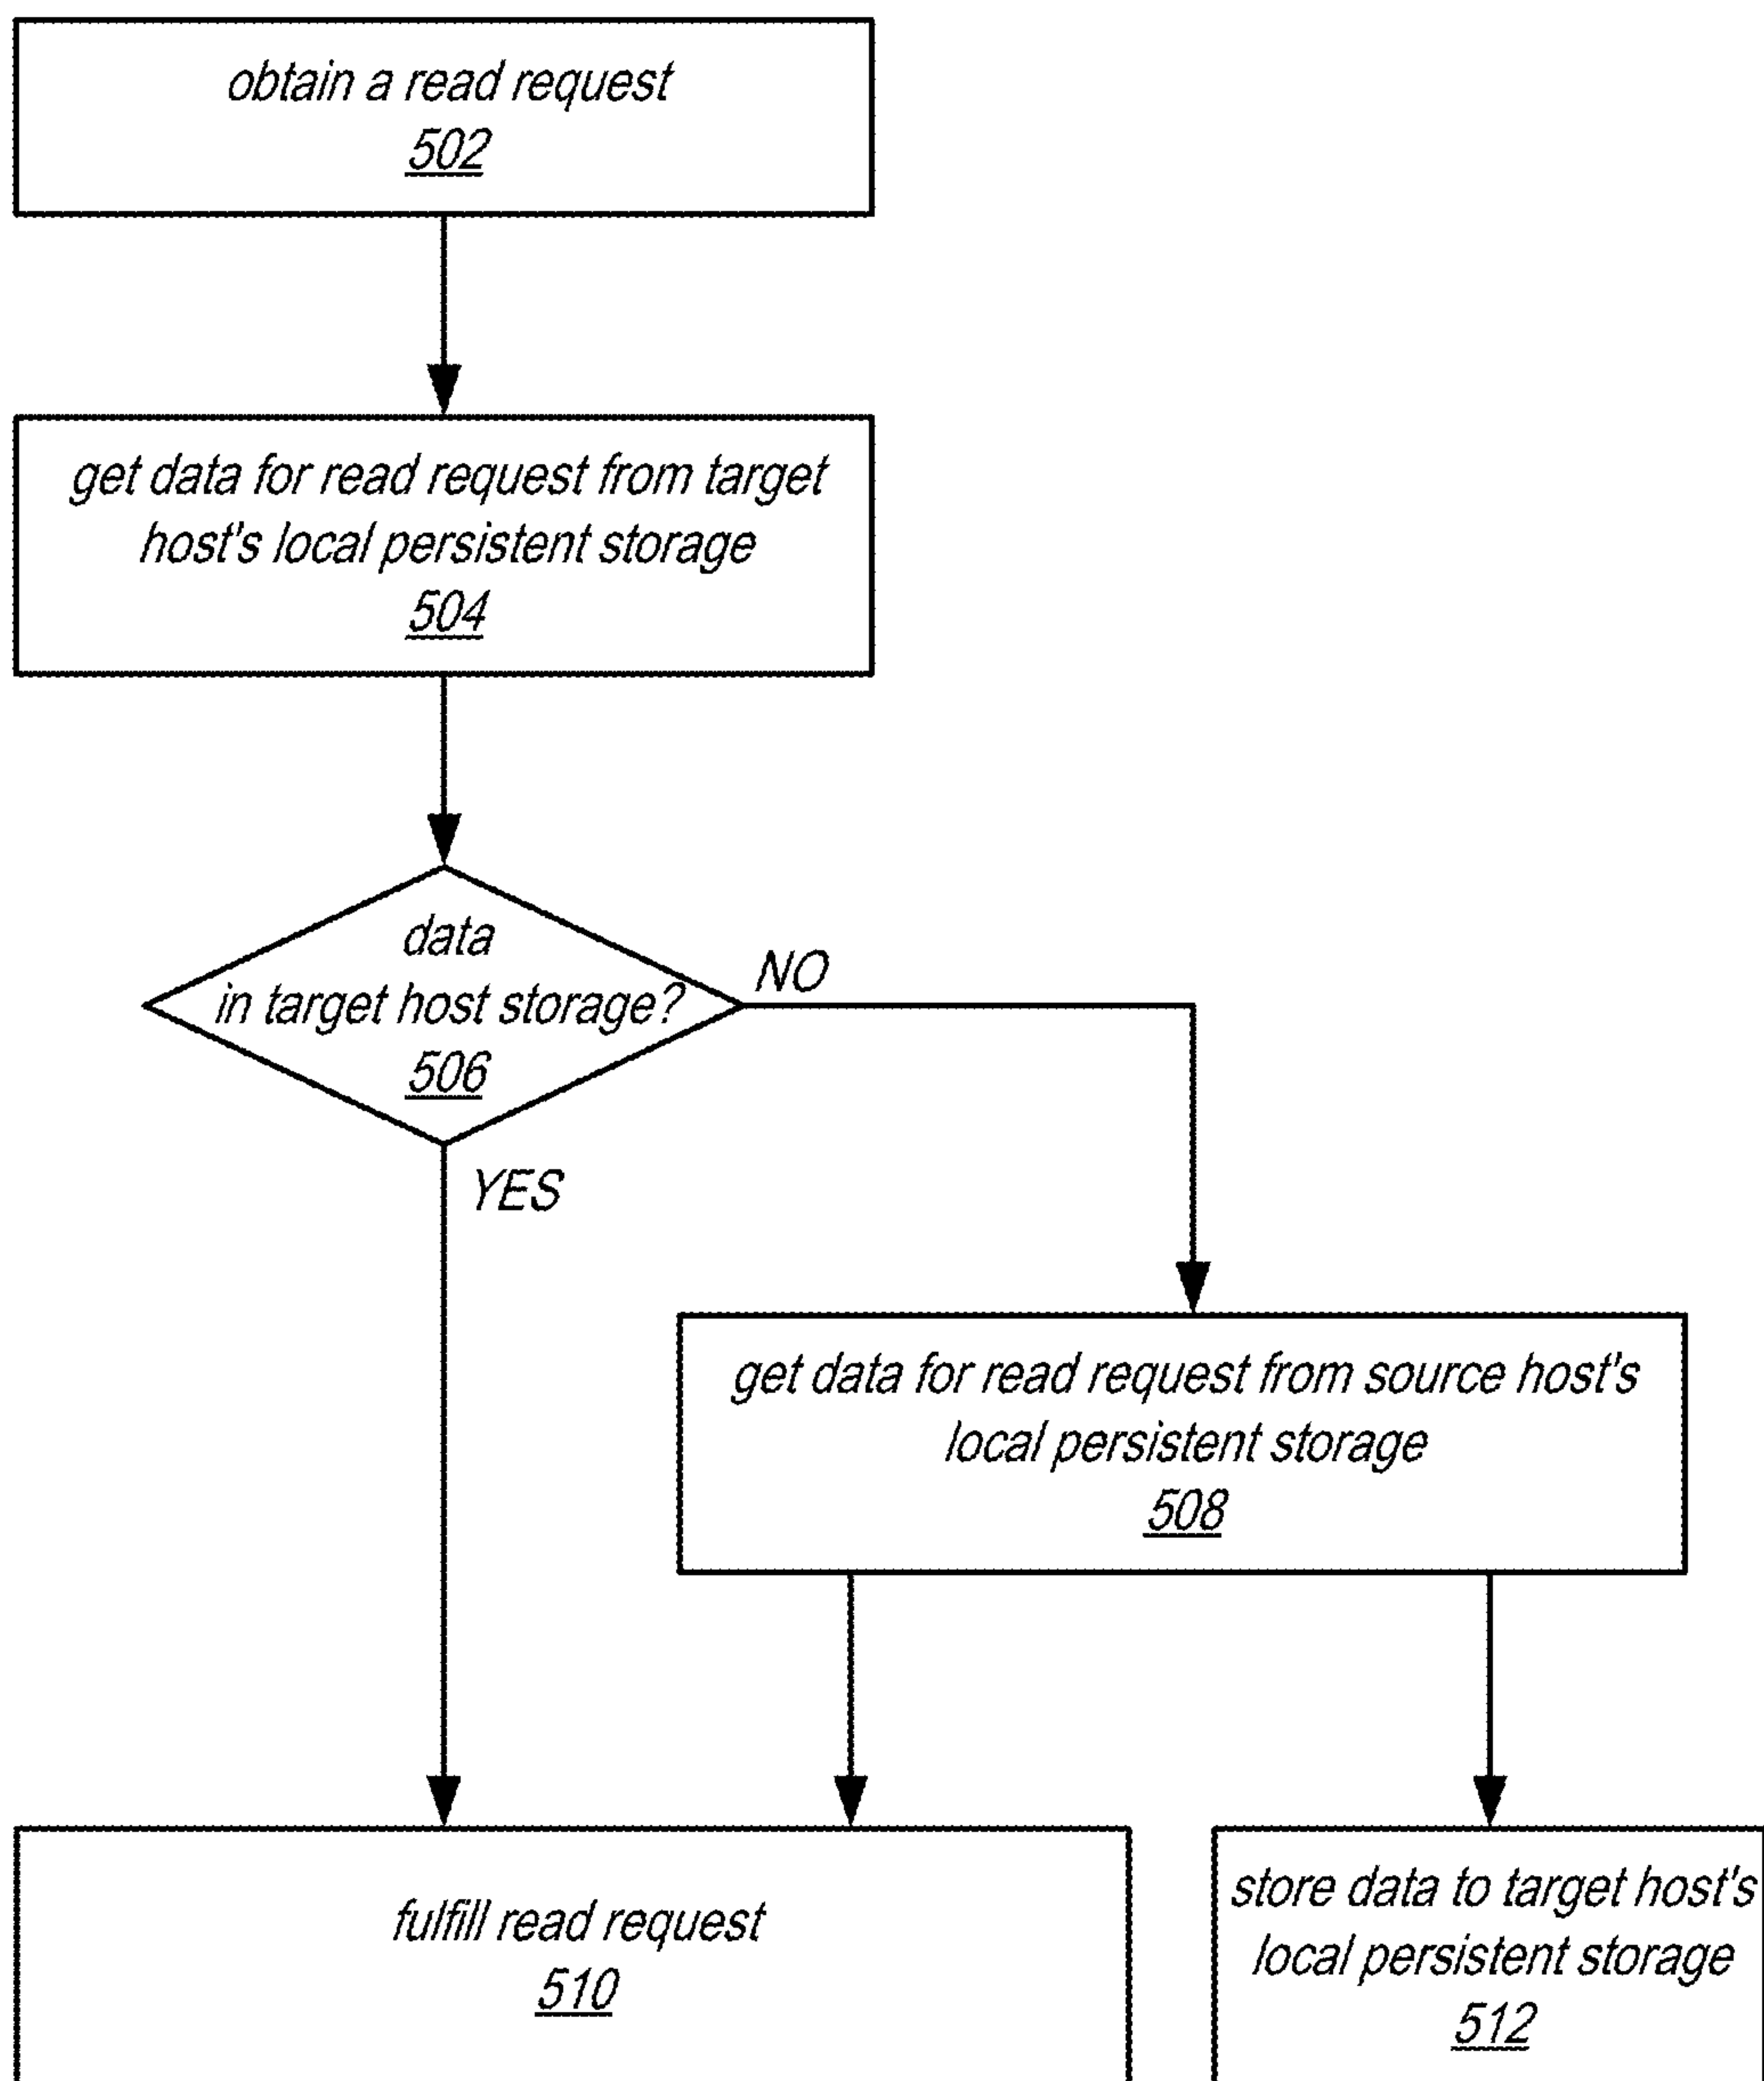 obtain a read request
502
get data for read request from target
host's local persistent storage
504
data
in target host storage?
506
NO
YES
get data for read request from source host's
local persistent storage
508
fulfill read request
510
store data to target host's
local persistent storage
512